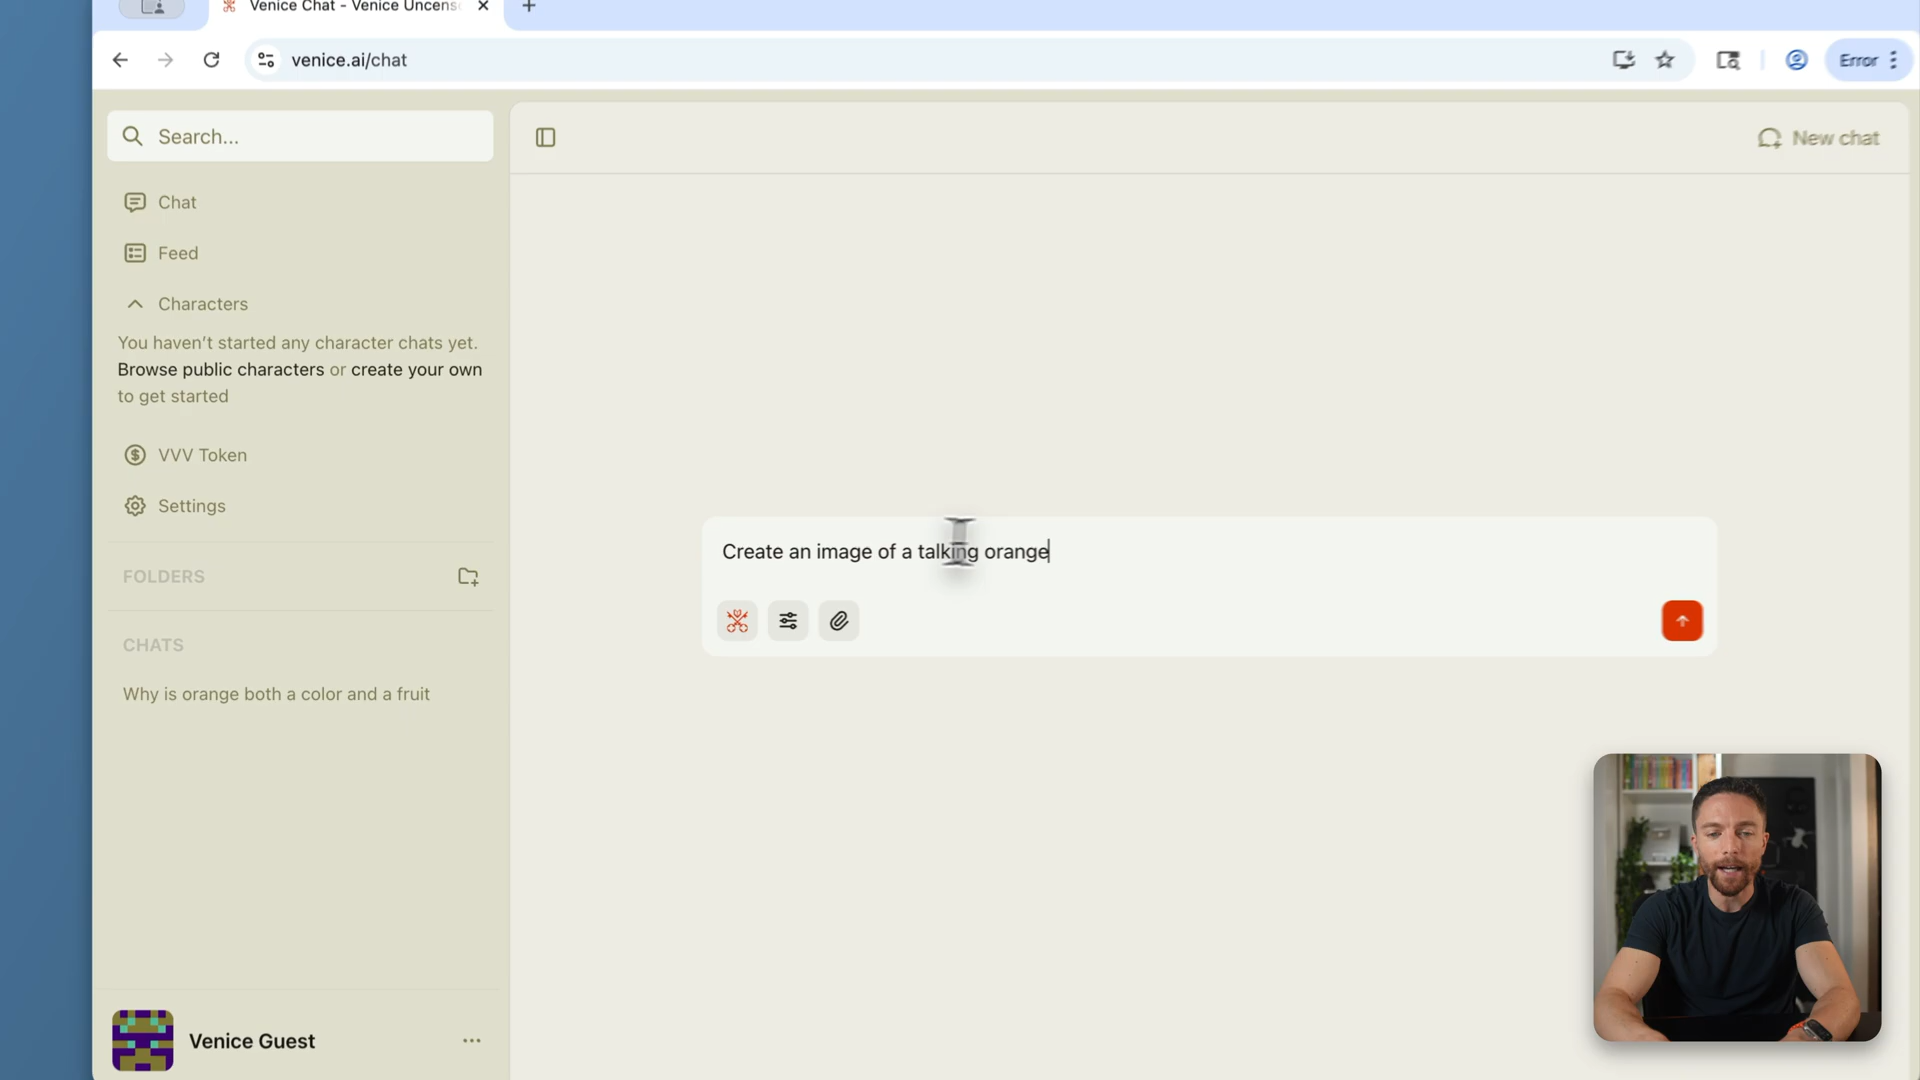 Venice Chat - Venice Uncens
venice.ai/chat
Error
Search...
New chat
Chat
Feed
Characters
You haven't started any character chats yet.
Browse public characters or create your own
to get started
VVV Token
Settings
Create an image of a talking orange
FOLDERS
CHATS
Why is orange both a color and a fruit
Venice Guest